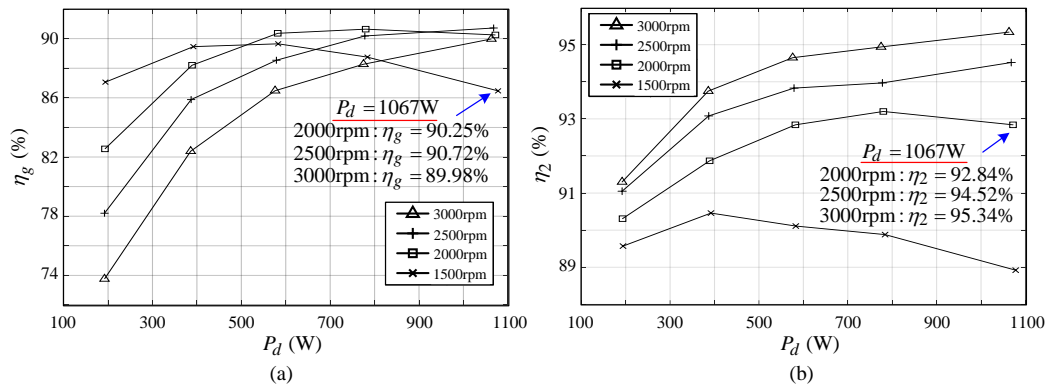 90
86
82
78
74
η_g (%)
100 300 500 700 900 1100
P_d (W)
P_d = 1067W
2000rpm : η_g = 90.25%
2500rpm : η_g = 90.72%
3000rpm : η_g = 89.98%
3000rpm
2500rpm
2000rpm
1500rpm
(a)
95
93
91
89
η_2 (%)
100 300 500 700 900 1100
P_d (W)
3000rpm
2500rpm
2000rpm
1500rpm
P_d = 1067W
2000rpm : η_2 = 92.84%
2500rpm : η_2 = 94.52%
3000rpm : η_2 = 95.34%
(b)